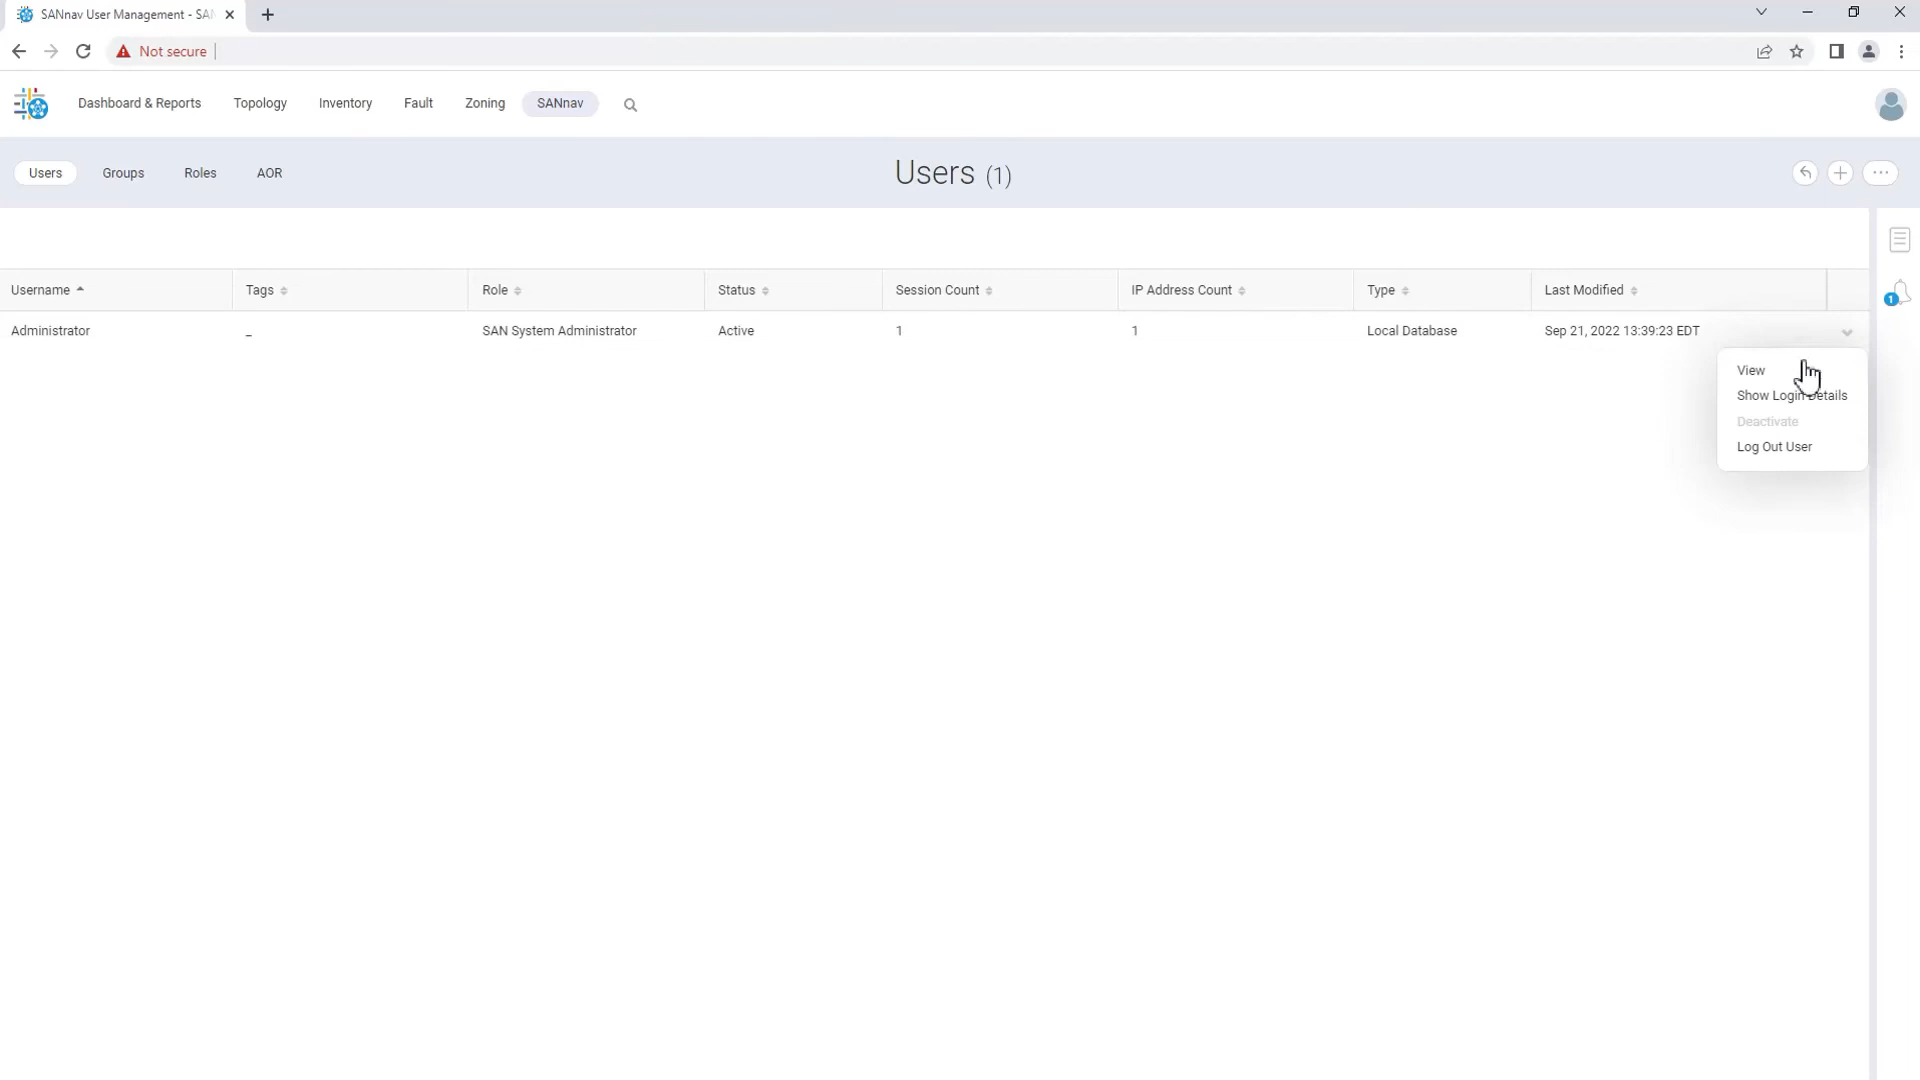 SANnav User Management - SAN
Not secure
Dashboard & Reports Topology Inventory Fault Zoning SANnav
Users Groups Roles AOR Users (1)
Username Tags Role Status Session Count IP Address Count Type Last Modified
1
Administrator _ SAN System Administrator Active 1 1 Local Database Sep 21, 2022 13:39:23 EDT
View
Show Login Details
Deactivate
Log Out User